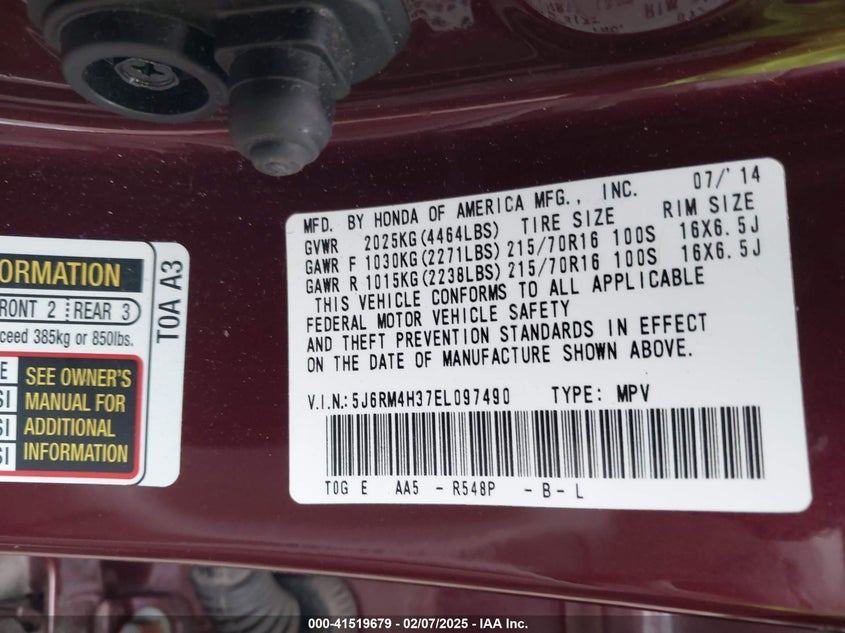 MFD. BY HONDA OF AMERICA MFG., INC. 07/'14
GVWR 2025KG(4464LBS) TIRE SIZE RIM SIZE
GAWR F 1030KG(2271LBS) 215/70R16 100S 16X6.5J
GAWR R 1015KG(2238LBS) 215/70R16 100S 16X6.5J
THIS VEHICLE CONFORMS TO ALL APPLICABLE
FEDERAL MOTOR VEHICLE SAFETY
AND THEFT PREVENTION STANDARDS IN EFFECT
ON THE DATE OF MANUFACTURE SHOWN ABOVE.
V.I.N.: 5J6RM4H37EL097490 TYPE: MPV
T0G E AA5 - R548P - B - L
ORMATION
RONT 2 REAR 3
ceed 385kg or 850lbs.
E
SI
SI
SI
SEE OWNER'S
MANUAL FOR
ADDITIONAL
INFORMATION
T0A A3
000-41519679 - 02/07/2025 - IAA Inc.